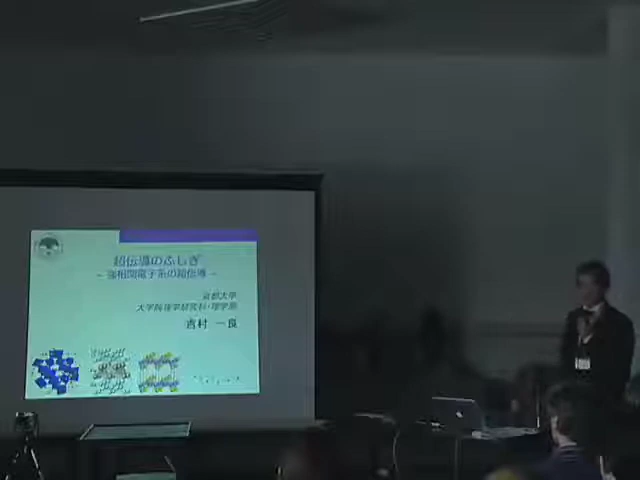 超伝導のふしぎ
– 強相関電子系の超伝導 –
京都大学
大学院理学研究科・理学部
吉村 一良